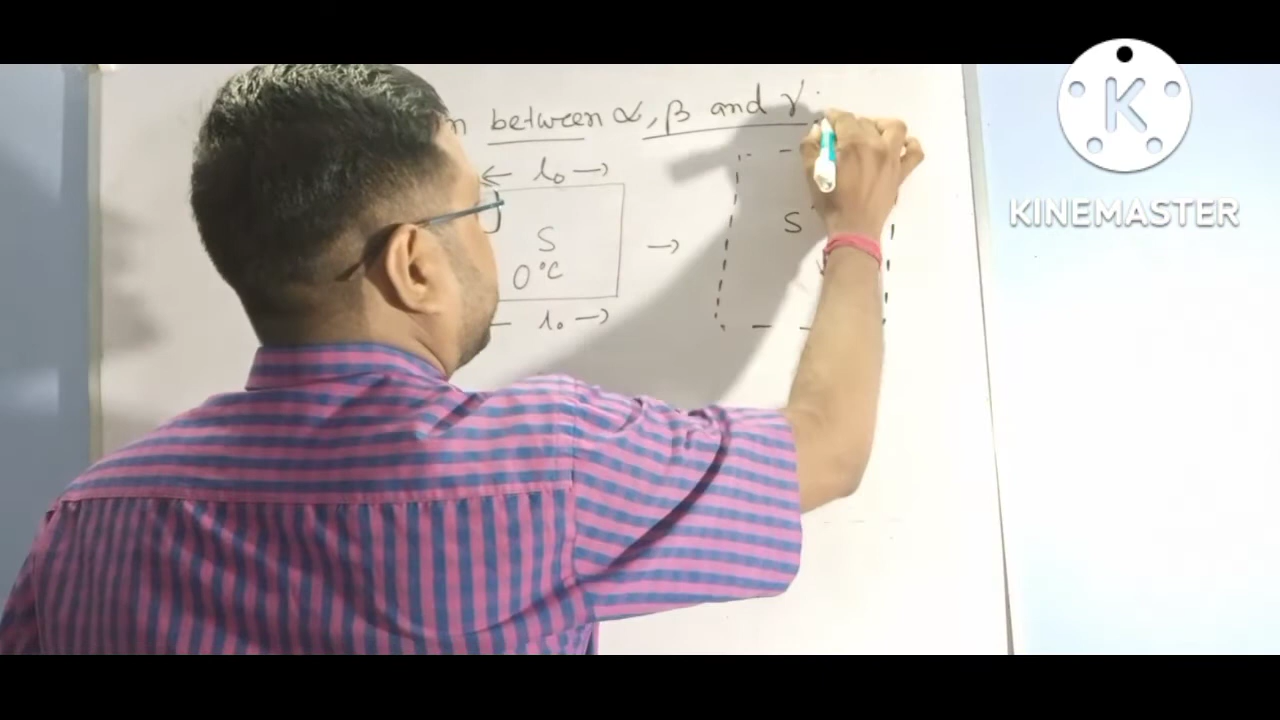 between α, β and γ
← l₀ →
S
0°C
→
S
l₀ →
K
KINEMASTER